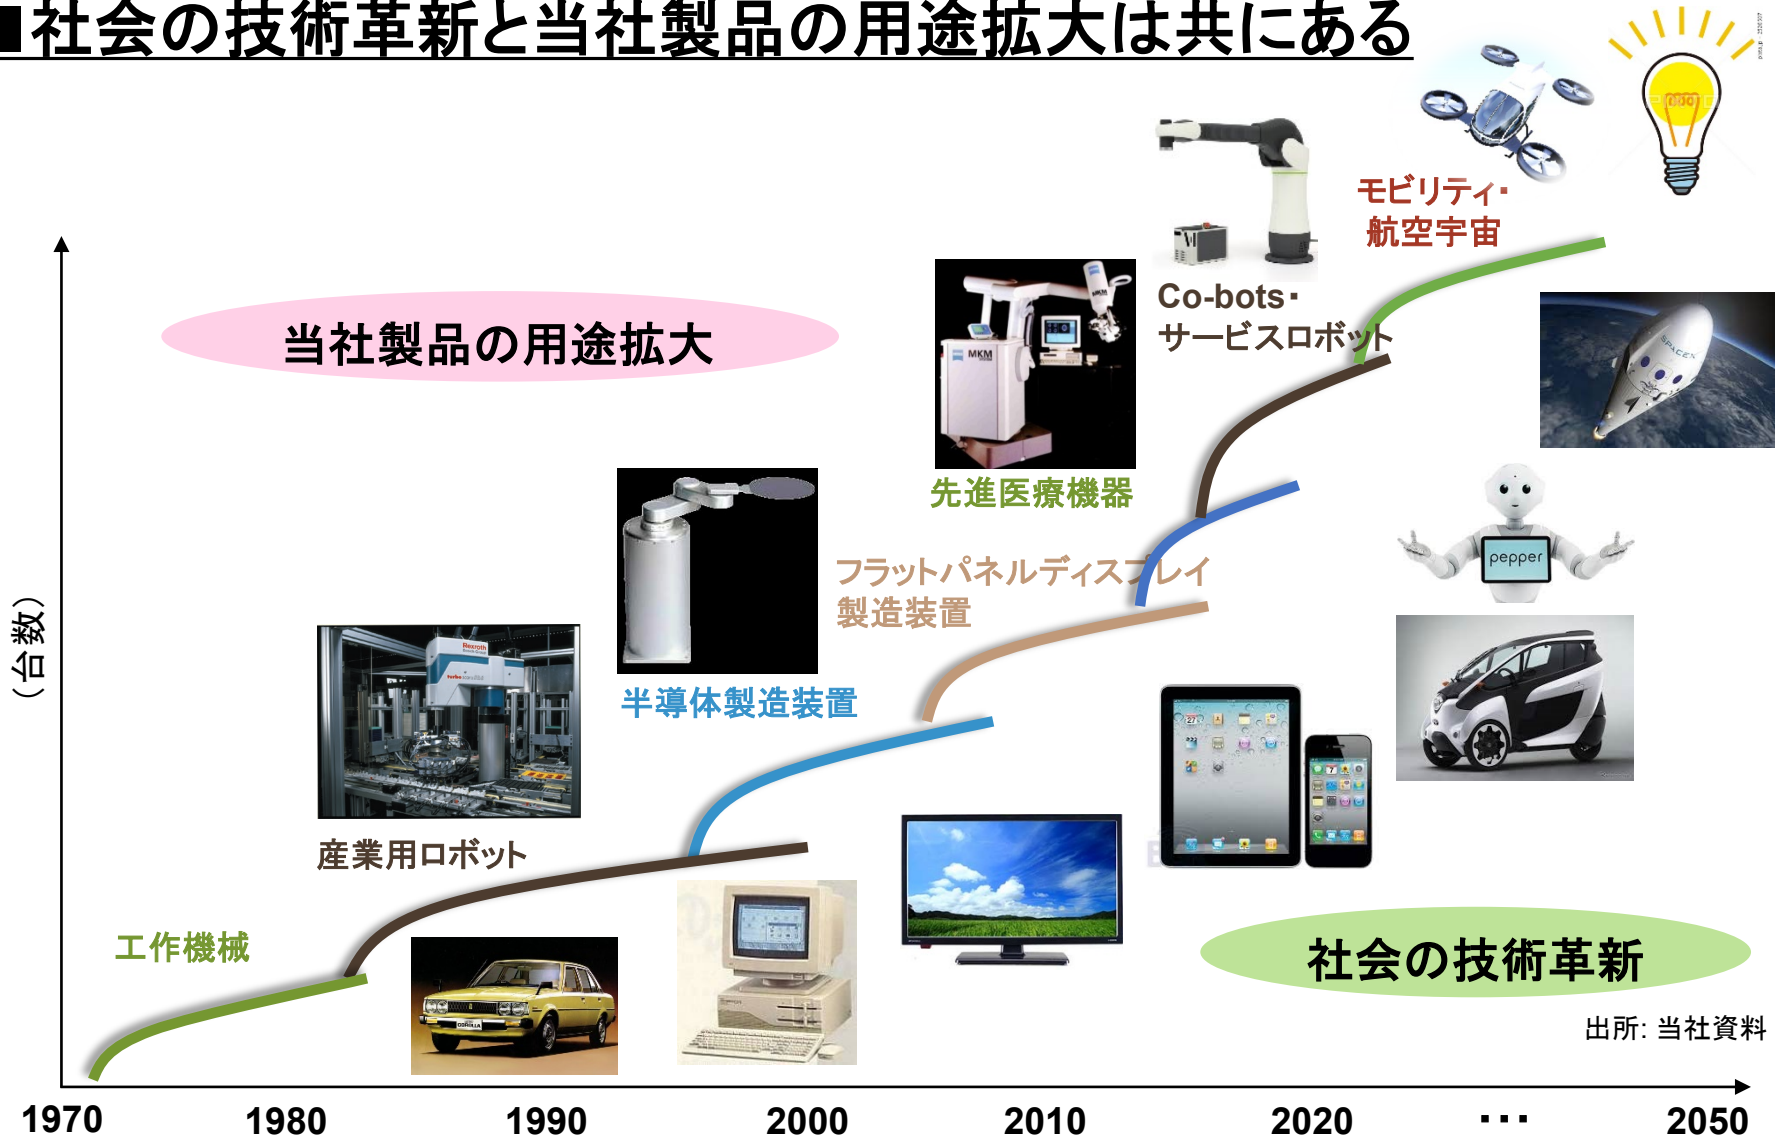 ■社会の技術革新と当社製品の用途拡大は共にある
モビリティ・
航空宇宙
Co-bots・
サービスロボット
当社製品の用途拡大
MKM
MKM
SPACEX
先進医療機器
フラットパネルディスプレイ
製造装置
pepper
(台数)
Rexroth
半導体製造装置
産業用ロボット
工作機械
COROLLA
社会の技術革新
出所: 当社資料
1970
1980
1990
2000
2010
2020
・・・
2050